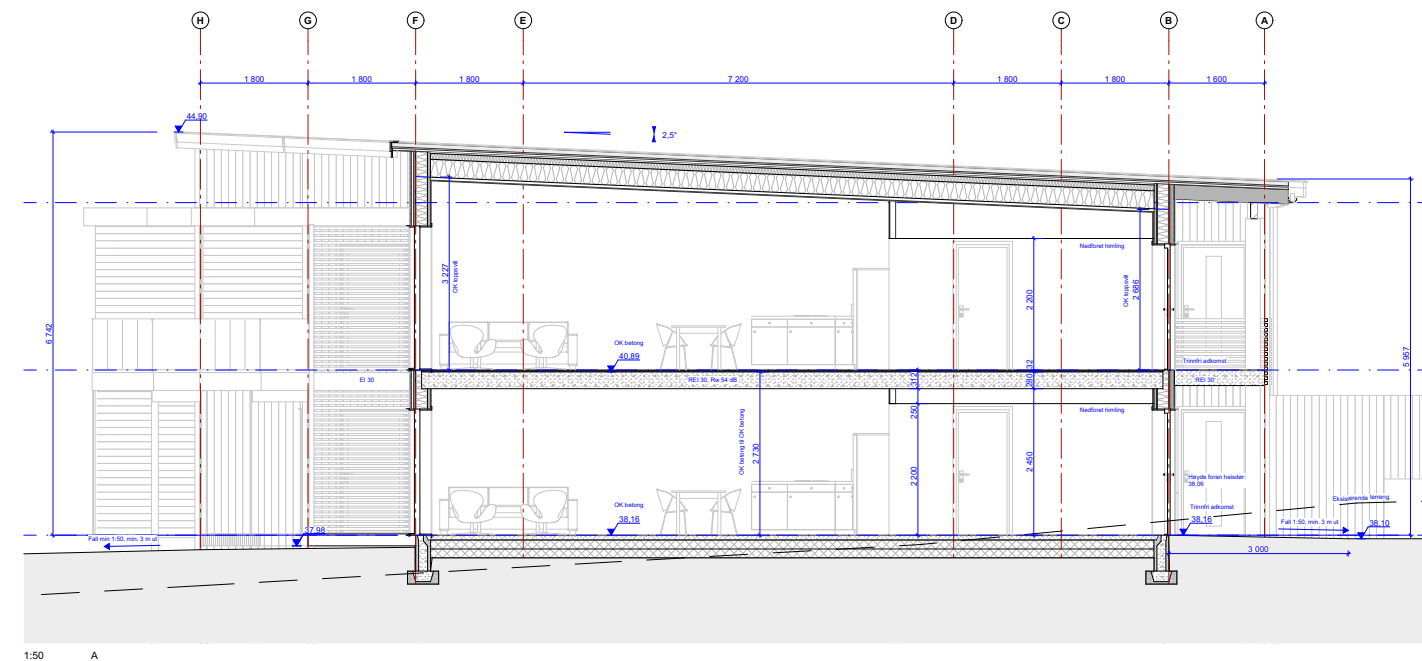 H G F E D C B A
1 800 1 800 1 800 7 200 1 800 1 800 1 600
44,90
2,5°
Nedforet himling
3 227
OK toppsvill
2 200
OK toppsvill
2 686
6 742
5 957
OK betong
40,89
Trinnfri adkomst
EI 30
REI 30, Rw 54 dB
REI 30
312
280
32
250
Nedforet himling
OK betong til OK betong
2 730
2 200
2 450
Høyde foran heisdør:
38,06
Eksisterende terreng
OK betong
38,16
Trinnfri adkomst
38,16
Fall 1:50, min. 3 m ut
38,10
37,98
Fall min 1:50, min. 3 m ut
3 000
1:50 A